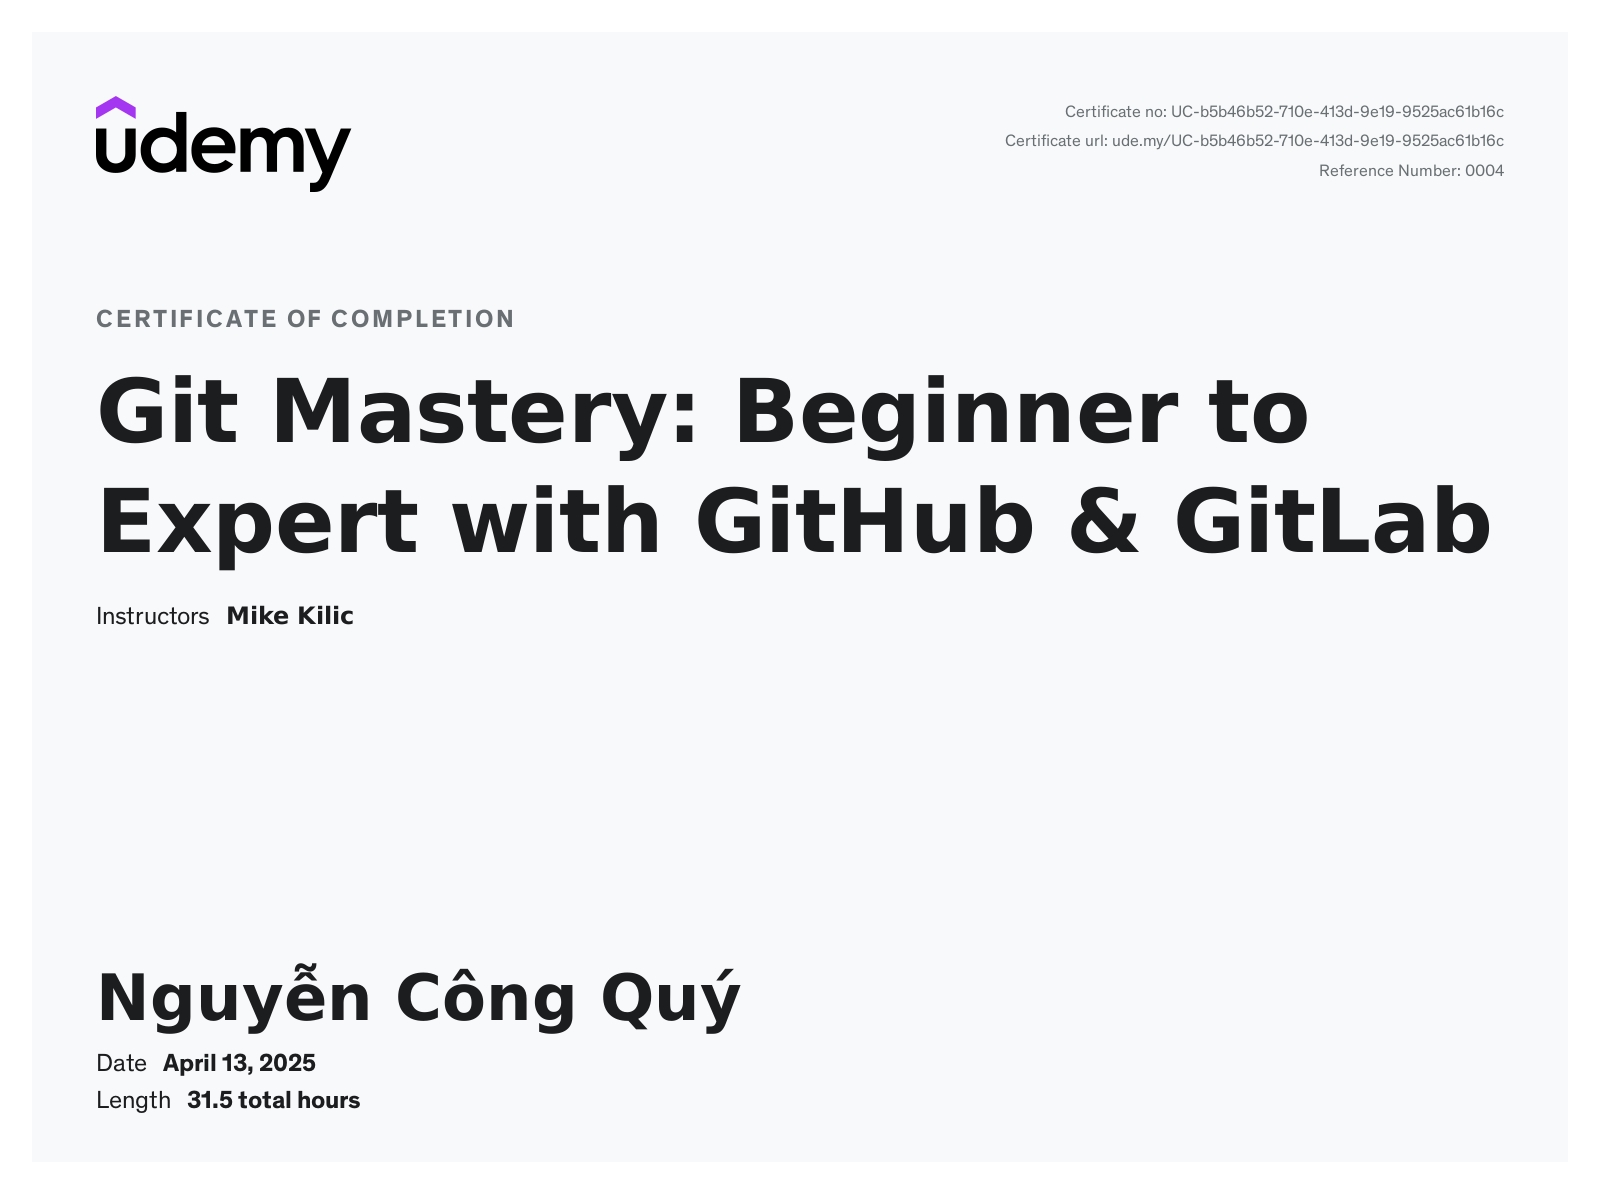 udemy
Certificate no: UC-b5b46b52-710e-413d-9e19-9525ac61b16c
Certificate url: ude.my/UC-b5b46b52-710e-413d-9e19-9525ac61b16c
Reference Number: 0004
CERTIFICATE OF COMPLETION
Git Mastery: Beginner to
Expert with GitHub & GitLab
Instructors Mike Kilic
Nguyễn Công Quý
Date April 13, 2025
Length 31.5 total hours